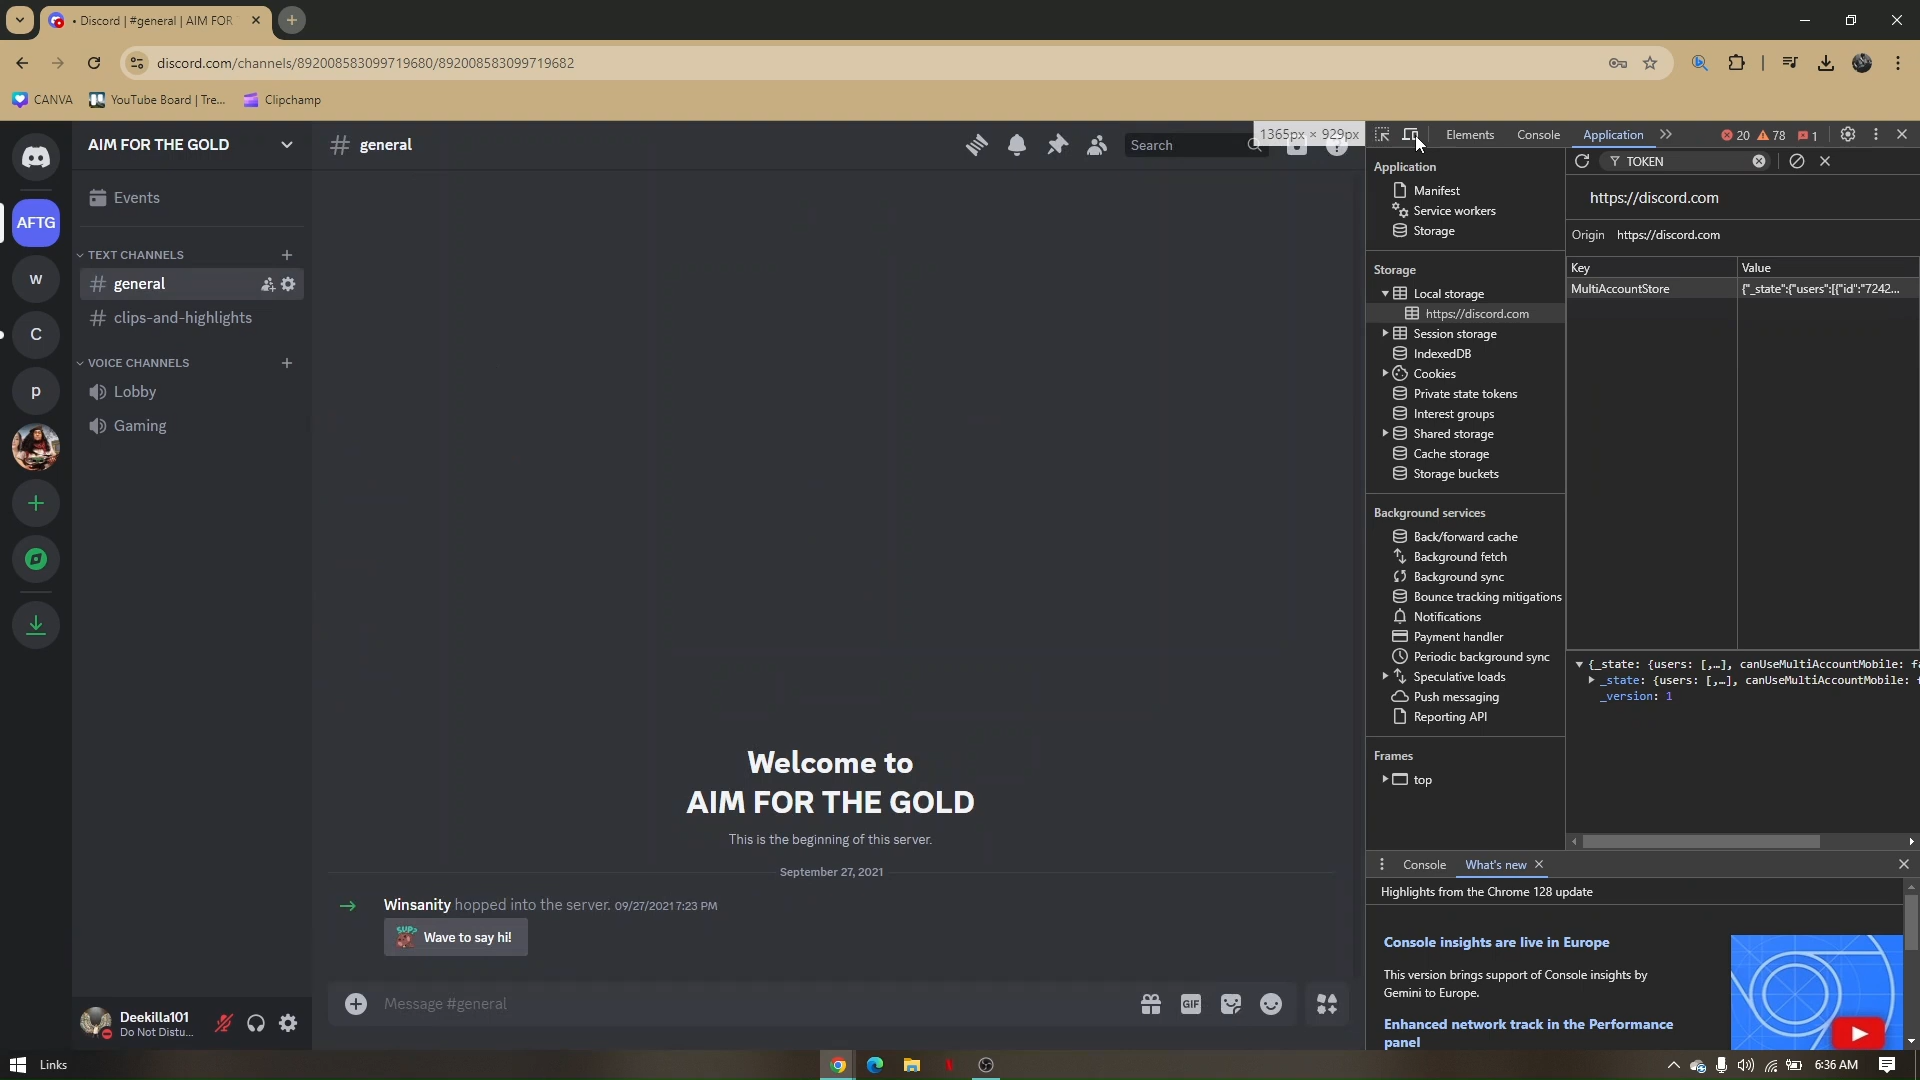 • Discord | #general | AIM FOR
discord.com/channels/892008583099719680/892008583099719682
CANVA
YouTube Board | Tre...
Clipchamp
AIM FOR THE GOLD
general
Search
1365px × 929px
Elements
Console
Application
20
78
1
TOKEN
AFTG
w
C
p
Events
TEXT CHANNELS
general
clips-and-highlights
VOICE CHANNELS
Lobby
Gaming
Application
Manifest
Service workers
Storage
Storage
Local storage
https://discord.com
Session storage
IndexedDB
Cookies
Private state tokens
Interest groups
Shared storage
Cache storage
Storage buckets
Background services
Back/forward cache
Background fetch
Background sync
Bounce tracking mitigations
Notifications
Payment handler
Periodic background sync
Speculative loads
Push messaging
Reporting API
Frames
top
https://discord.com
Origin https://discord.com
Key Value
MultiAccountStore {"_state":{"users":[{"id":"7242...
{_state: {users: [,…], canUseMultiAccountMobile: fa
_state: {users: [,…], canUseMultiAccountMobile: f
_version: 1
Welcome to
AIM FOR THE GOLD
This is the beginning of this server.
September 27, 2021
Winsanity hopped into the server. 09/27/2021 7:23 PM
SUP?
Wave to say hi!
Message #general
GIF
Deekilla101
Do Not Distu...
Console
What's new
Highlights from the Chrome 128 update
Console insights are live in Europe
This version brings support of Console insights by
Gemini to Europe.
Enhanced network track in the Performance
panel
Links
6:36 AM